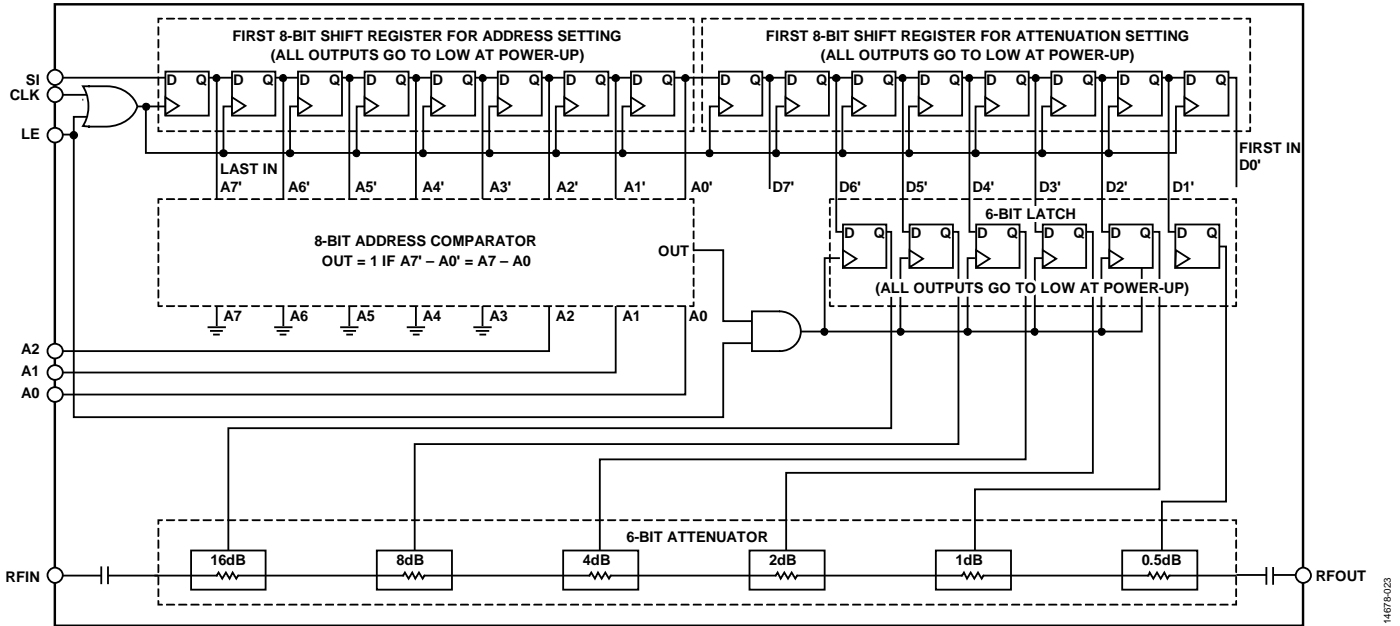 FIRST 8-BIT SHIFT REGISTER FOR ADDRESS SETTING
(ALL OUTPUTS GO TO LOW AT POWER-UP)
FIRST 8-BIT SHIFT REGISTER FOR ATTENUATION SETTING
(ALL OUTPUTS GO TO LOW AT POWER-UP)
SI
CLK
LE
D Q D Q D Q D Q D Q D Q D Q D Q D Q D Q D Q D Q D Q D Q D Q D Q
LAST IN
FIRST IN
D0'
A7' A6' A5' A4' A3' A2' A1' A0' D7' D6' D5' D4' D3' D2' D1'
6-BIT LATCH
D Q D Q D Q D Q D Q D Q
(ALL OUTPUTS GO TO LOW AT POWER-UP)
8-BIT ADDRESS COMPARATOR
OUT = 1 IF A7' – A0' = A7 – A0
OUT
A7 A6 A5 A4 A3 A2 A1 A0
A2
A1
A0
6-BIT ATTENUATOR
16dB 8dB 4dB 2dB 1dB 0.5dB
RFIN
RFOUT
14678-023